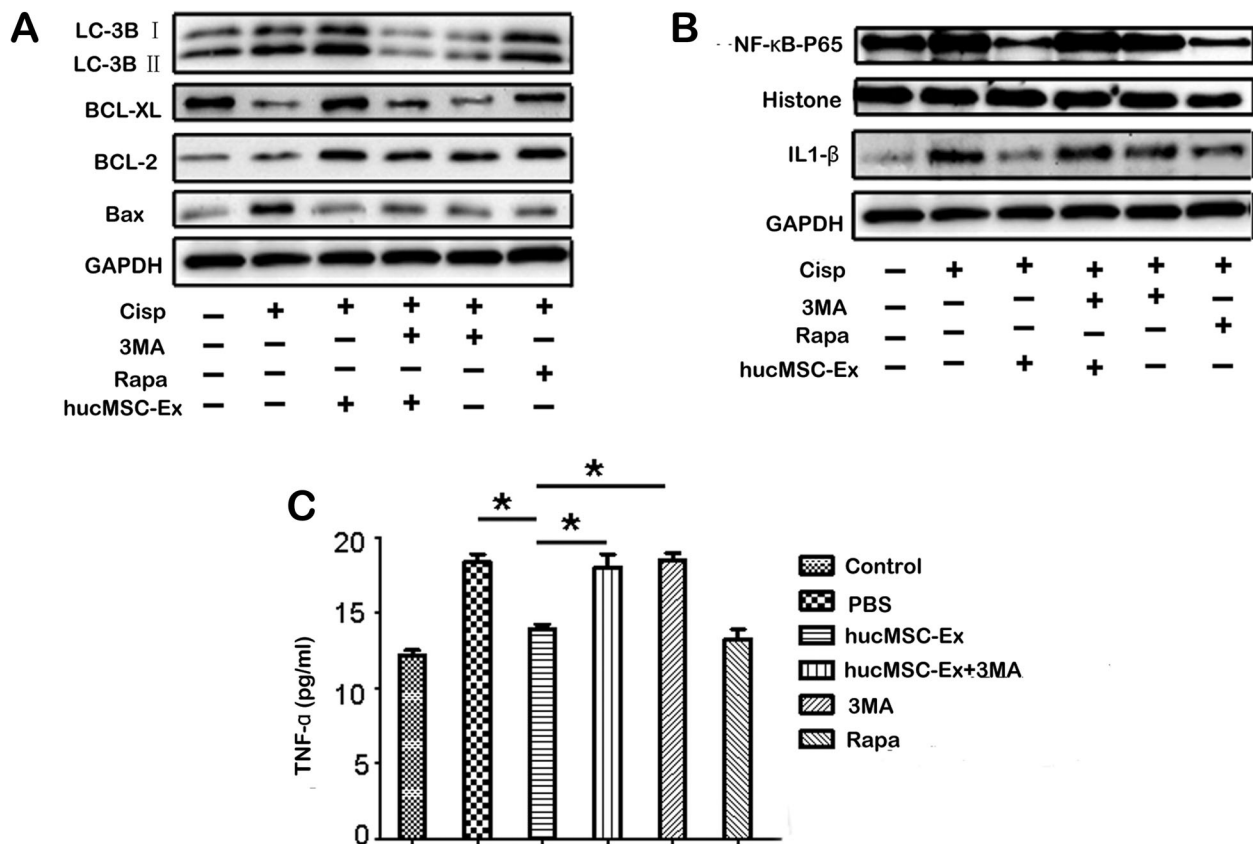 A
LC-3B I
LC-3B II
BCL-XL
BCL-2
Bax
GAPDH
Cisp − + + + + +
3MA − − − + + −
Rapa − − − − − +
hucMSC-Ex − − + + − −
B
NF-κB-P65
Histone
IL1-β
GAPDH
Cisp − + + + + +
3MA − − − + + −
Rapa − − − − − +
hucMSC-Ex − − + + − −
C
*
*
*
TNF-α (pg/ml)
20
15
10
5
0
Control
PBS
hucMSC-Ex
hucMSC-Ex+3MA
3MA
Rapa